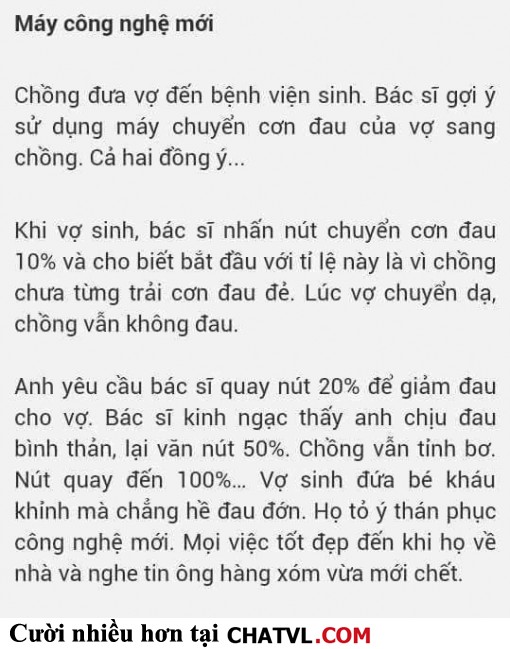 Máy công nghệ mới
Chồng đưa vợ đến bệnh viện sinh. Bác sĩ gợi ý
sử dụng máy chuyển cơn đau của vợ sang
chồng. Cả hai đồng ý...
Khi vợ sinh, bác sĩ nhấn nút chuyển cơn đau
10% và cho biết bắt đầu với tỉ lệ này là vì chồng
chưa từng trải cơn đau đẻ. Lúc vợ chuyển dạ,
chồng vẫn không đau.
Anh yêu cầu bác sĩ quay nút 20% để giảm đau
cho vợ. Bác sĩ kinh ngạc thấy anh chịu đau
bình thản, lại văn nút 50%. Chồng vẫn tỉnh bơ.
Nút quay đến 100%... Vợ sinh đứa bé kháu
khỉnh mà chẳng hề đau đớn. Họ tỏ ý thán phục
công nghệ mới. Mọi việc tốt đẹp đến khi họ về
nhà và nghe tin ông hàng xóm vừa mới chết.
Cười nhiều hơn tại CHATVL.COM